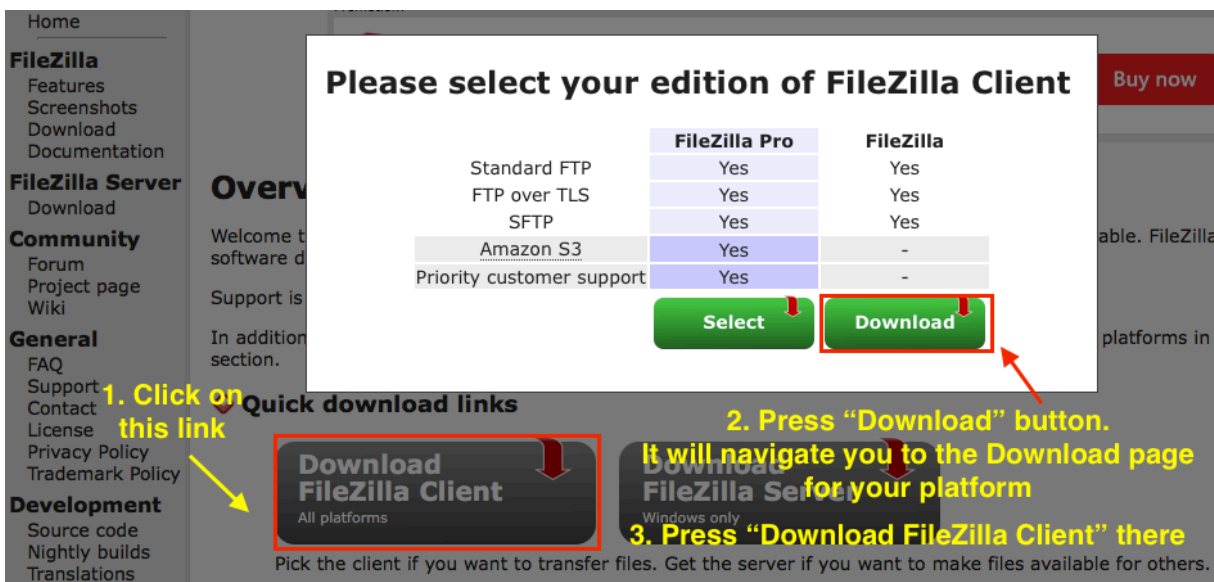 Home
FileZilla
Features
Screenshots
Download
Documentation
FileZilla Server
Download
Community
Forum
Project page
Wiki
General
FAQ
Support
Contact
License
Privacy Policy
Trademark Policy
Development
Source code
Nightly builds
Translations
Please select your edition of FileZilla Client
FileZilla Pro FileZilla
Standard FTP Yes Yes
FTP over TLS Yes Yes
SFTP Yes Yes
Amazon S3 Yes -
Priority customer support Yes -
Select Download
Buy now
Overv
Welcome t able. FileZilla
software d
Support is
In addition platforms in
section.
1. Click on
this link
Quick download links
2. Press “Download” button.
It will navigate you to the Download page
for your platform
3. Press “Download FileZilla Client” there
Download
FileZilla Client
All platforms
Download
FileZilla Server
Windows only
Pick the client if you want to transfer files. Get the server if you want to make files available for others.